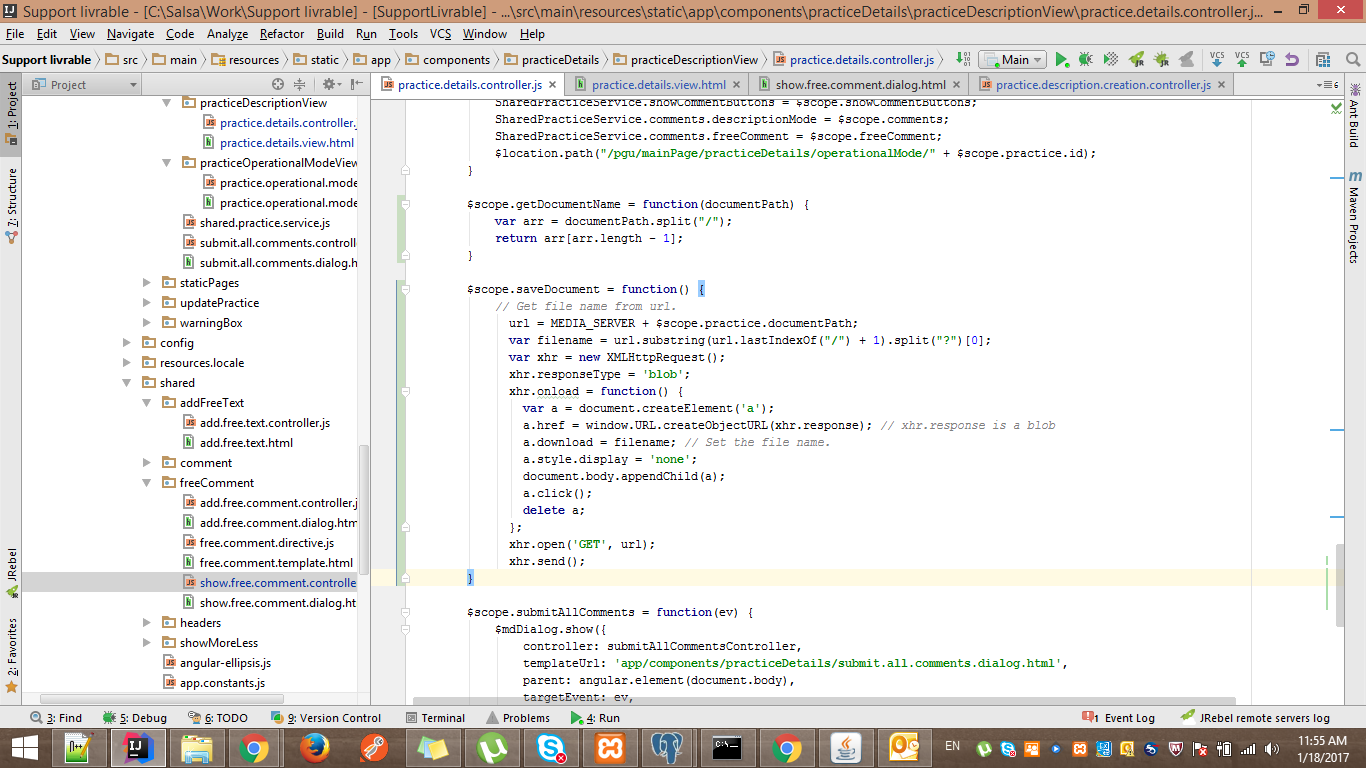 Support livrable - [C:\Salsa\Work\Support livrable] - [SupportLivrable] - ...\src\main\resources\static\app\components\practiceDetails\practiceDescriptionView\practice.details.controller.j...
File Edit View Navigate Code Analyze Refactor Build Run Tools VCS Window Help
Support livrable src main resources static app components practiceDetails practiceDescriptionView practice.details.controller.js Main VCS VCS
Project
practice.details.controller.js practice.details.view.html show.free.comment.dialog.html practice.description.creation.controller.js 6
1: Project
7: Structure
JRebel
2: Favorites
practiceDescriptionView
practice.details.controller.
practice.details.view.html
practiceOperationalModeView
practice.operational.mode
practice.operational.mode
shared.practice.service.js
submit.all.comments.controll
submit.all.comments.dialog.h
staticPages
updatePractice
warningBox
config
resources.locale
shared
addFreeText
add.free.text.controller.js
add.free.text.html
comment
freeComment
add.free.comment.controller.j
add.free.comment.dialog.htm
free.comment.directive.js
free.comment.template.html
show.free.comment.controlle
show.free.comment.dialog.ht
headers
showMoreLess
angular-ellipsis.js
app.constants.js
SharedPracticeService.showCommentButtons = $scope.showCommentButtons;
SharedPracticeService.comments.descriptionMode = $scope.comments;
SharedPracticeService.comments.freeComment = $scope.freeComment;
$location.path("/pgu/mainPage/practiceDetails/operationalMode/" + $scope.practice.id);
}
$scope.getDocumentName = function(documentPath) {
var arr = documentPath.split("/");
return arr[arr.length - 1];
}
$scope.saveDocument = function() {
// Get file name from url.
url = MEDIA_SERVER + $scope.practice.documentPath;
var filename = url.substring(url.lastIndexOf("/") + 1).split("?")[0];
var xhr = new XMLHttpRequest();
xhr.responseType = 'blob';
xhr.onload = function() {
var a = document.createElement('a');
a.href = window.URL.createObjectURL(xhr.response); // xhr.response is a blob
a.download = filename; // Set the file name.
a.style.display = 'none';
document.body.appendChild(a);
a.click();
delete a;
};
xhr.open('GET', url);
xhr.send();
}
$scope.submitAllComments = function(ev) {
$mdDialog.show({
controller: submitAllCommentsController,
templateUrl: 'app/components/practiceDetails/submit.all.comments.dialog.html',
parent: angular.element(document.body),
targetEvent: ev,
Ant Build
Maven Projects
3: Find 5: Debug 6: TODO 9: Version Control Terminal Problems 4: Run 1 Event Log JRebel remote servers log
EN 11:55 AM
1/18/2017